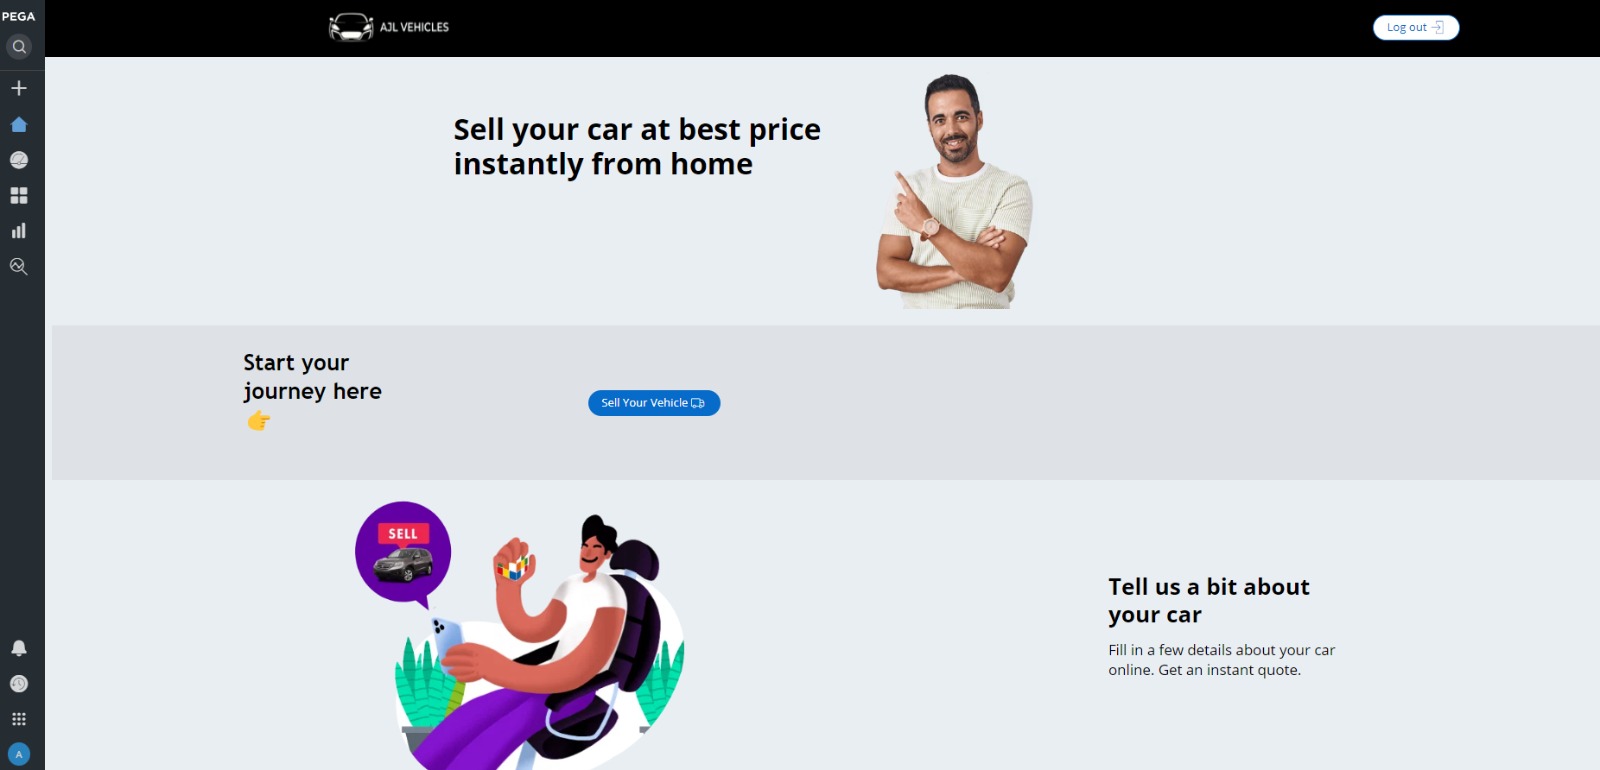 PEGA
AJL VEHICLES
Log out
Sell your car at best price
instantly from home
Start your
journey here
Sell Your Vehicle
SELL
Tell us a bit about
your car
Fill in a few details about your car
online. Get an instant quote.
A